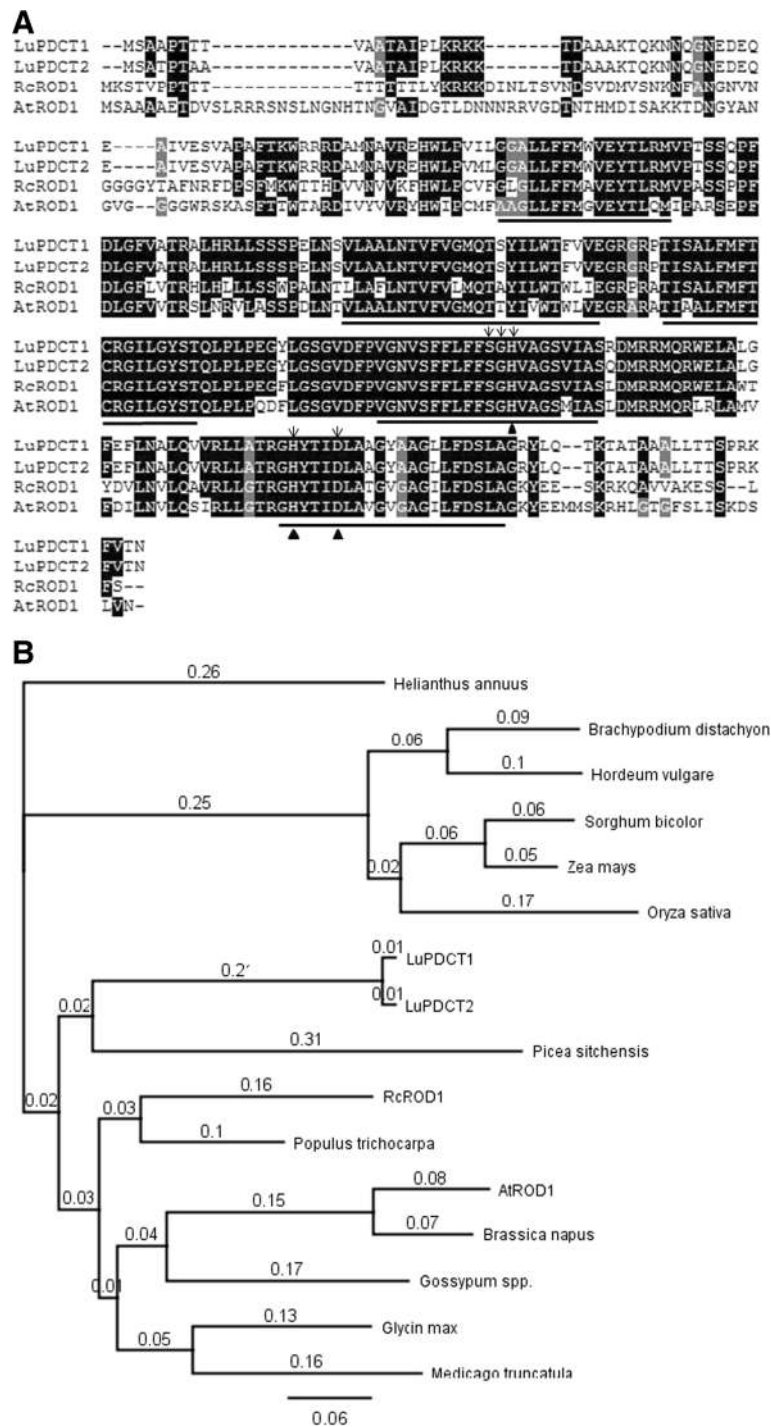 A
LuPDCT1 --MSAAPTTT-------------VAATAIPLKRKK------TDAAAKTQKNNQGNEDEQ
LuPDCT2 --MSATPTAA-------------VAATAIPLKRKK------TDAAAKTQKNNQGNEDEQ
RcROD1 MKSTVPPTTT-------------TTTTTTLYKRKKDINLTSVNDSVDMVSNKNFANGNVN
AtROD1 MSAAAAETDVSLRRRSNSLNGNHTNGVAIDGTLDNNNRRVGDTNTHMDISAKKTDNGYAN
LuPDCT1 E----AIVESVAPAFTKWRRRDAMNAVREHWLPVILGGALLFFMWVEYTLRMVPTSSQPF
LuPDCT2 E----AIVESVAPAFTKWRRRDAMNAVREHWLPVMLGGALLFFMWVEYTLRMVPTSSQPF
RcROD1 GGGGYTAFNRFDPSFMKWTTHDVVNVVKFHWLPCVFGLGLLFFMAVEYTLRMVPASSPPF
AtROD1 GVG--GGGWRSKASFTTWTARDIVYVVRYHWIPCMFAAGLLFFMGVEYTLQMIPARSEPF
LuPDCT1 DLGFVATRALHRLLSSSPELNSVLAALNTVFVGMQTSYILWTFVVEGRGRPTISALFMFT
LuPDCT2 DLGFVATRALHRLLSSSPELNSVLAALNTVFVGMQTSYILWTFVVEGRGRPTISALFMFT
RcROD1 DLGFLVTRHLHLLLSSWPALNTLLAFLNTVFVGMQTAYILWTWLIEGRPRATISALFMFT
AtROD1 DLGFVVTRSLNRVLASSPDLNTVLAALNTVFVGMQTTYIVWTWLVEGRARATIAALFMFT
LuPDCT1 CRGILGYSTQLPLPEGYLGSGVDFPVGNVSFFLFFSGHVAGSVIASRDMRRMQRWELALG
LuPDCT2 CRGILGYSTQLPLPEGYLGSGVDFPVGNVSFFLFFSGHVAGSVIASQDMRRMQRWELALG
RcROD1 CRGILGYSTQLPLPEGFLGSGVDFPVGNVSFFLFFSGHVAGSVIASLDMRRMQRWELAWT
AtROD1 CRGILGYSTQLPLPQDFLGSGVDFPVGNVSFFLFFSGHVAGSMIASLDMRRMQRLRLAMV
LuPDCT1 FEFLNALQVVRLLATRGHYTIDLAAGYAAGLLFDSLAGRYLQ--TKTATAAALLTTSPRK
LuPDCT2 FEFLNALQVVRLLATRGHYTIDLAAGYAAGLLFDSLAGRYLQ--TKTATAAALLTTSPRK
RcROD1 YDVLNVLQAVRLLGTRGHYTIDLATGVGAGILFDSLAGKYEE--SKRKQAVVAKESS--L
AtROD1 FDILNVLQSIRLLGTRGHYTIDLAVGVGAGILFDSLAGKYEEMMSKRHLGTGFSLISKDS
LuPDCT1 FVTN
LuPDCT2 FVTN
RcROD1 FS--
AtROD1 LVN-
B
0.26
Helianthus annuus
0.09
Brachypodium distachyon
0.06
0.1
Hordeum vulgare
0.25
0.06
Sorghum bicolor
0.06
0.05
Zea mays
0.02
0.17
Oryza sativa
0.01
LuPDCT1
0.2
0.01
LuPDCT2
0.02
0.31
Picea sitchensis
0.02
0.16
RcROD1
0.03
0.1
Populus trichocarpa
0.03
0.08
AtROD1
0.15
0.07
Brassica napus
0.04
0.17
Gossypum spp.
0.01
0.13
Glycin max
0.05
0.16
Medicago truncatula
0.06